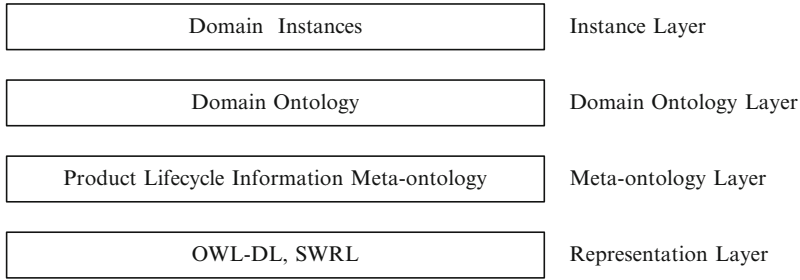 Domain Instances Instance Layer
Domain Ontology Domain Ontology Layer
Product Lifecycle Information Meta-ontology Meta-ontology Layer
OWL-DL, SWRL Representation Layer